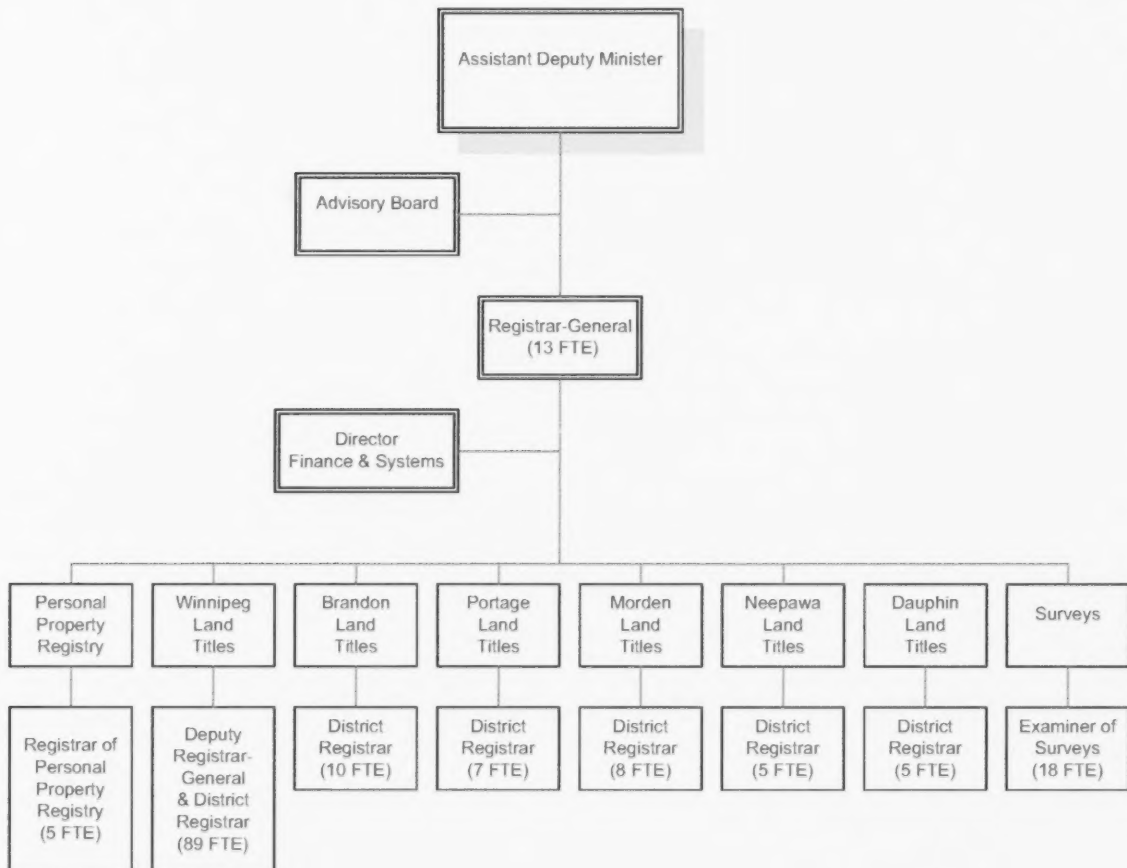 Assistant Deputy Minister
Advisory Board
Registrar-General
(13 FTE)
Director
Finance & Systems
Personal
Property
Registry
Winnipeg
Land
Titles
Brandon
Land
Titles
Portage
Land
Titles
Morden
Land
Titles
Neepawa
Land
Titles
Dauphin
Land
Titles
Surveys
Registrar of
Personal
Property
Registry
(5 FTE)
Deputy
Registrar-
General
& District
Registrar
(89 FTE)
District
Registrar
(10 FTE)
District
Registrar
(7 FTE)
District
Registrar
(8 FTE)
District
Registrar
(5 FTE)
District
Registrar
(5 FTE)
Examiner of
Surveys
(18 FTE)